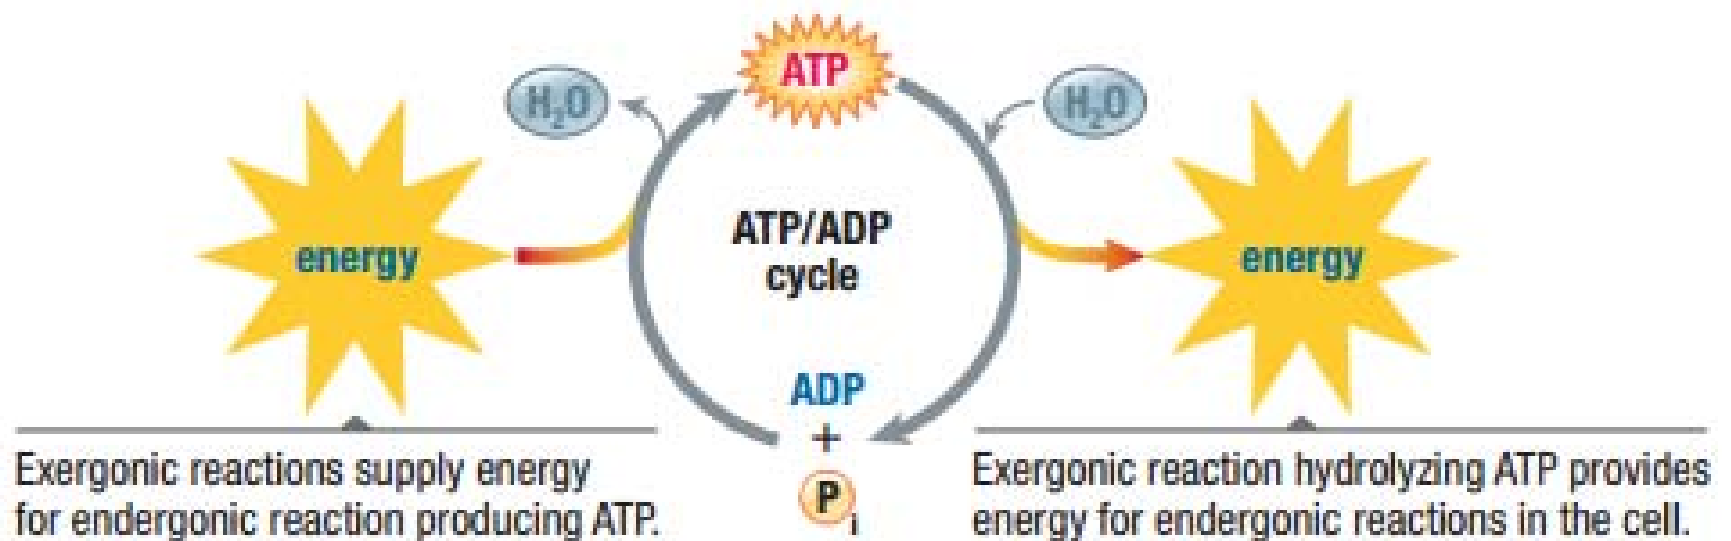 ATP
H₂O
H₂O
energy
ATP/ADP
cycle
energy
ADP
+
Pi
Exergonic reactions supply energy
for endergonic reaction producing ATP.
Exergonic reaction hydrolyzing ATP provides
energy for endergonic reactions in the cell.